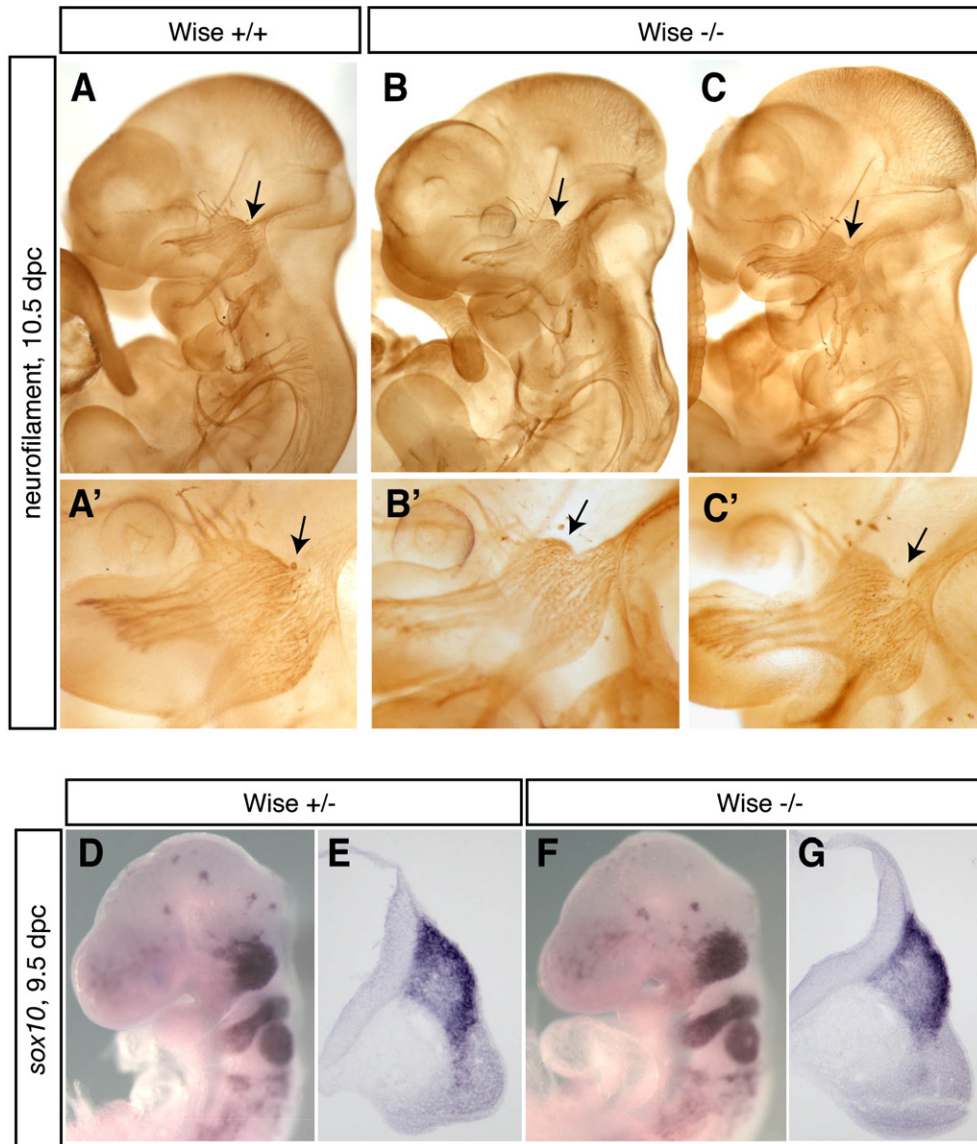 Wise +/+
Wise -/-
neurofilament, 10.5 dpc
A
B
C
A’
B’
C’
Wise +/-
Wise -/-
sox10, 9.5 dpc
D
E
F
G